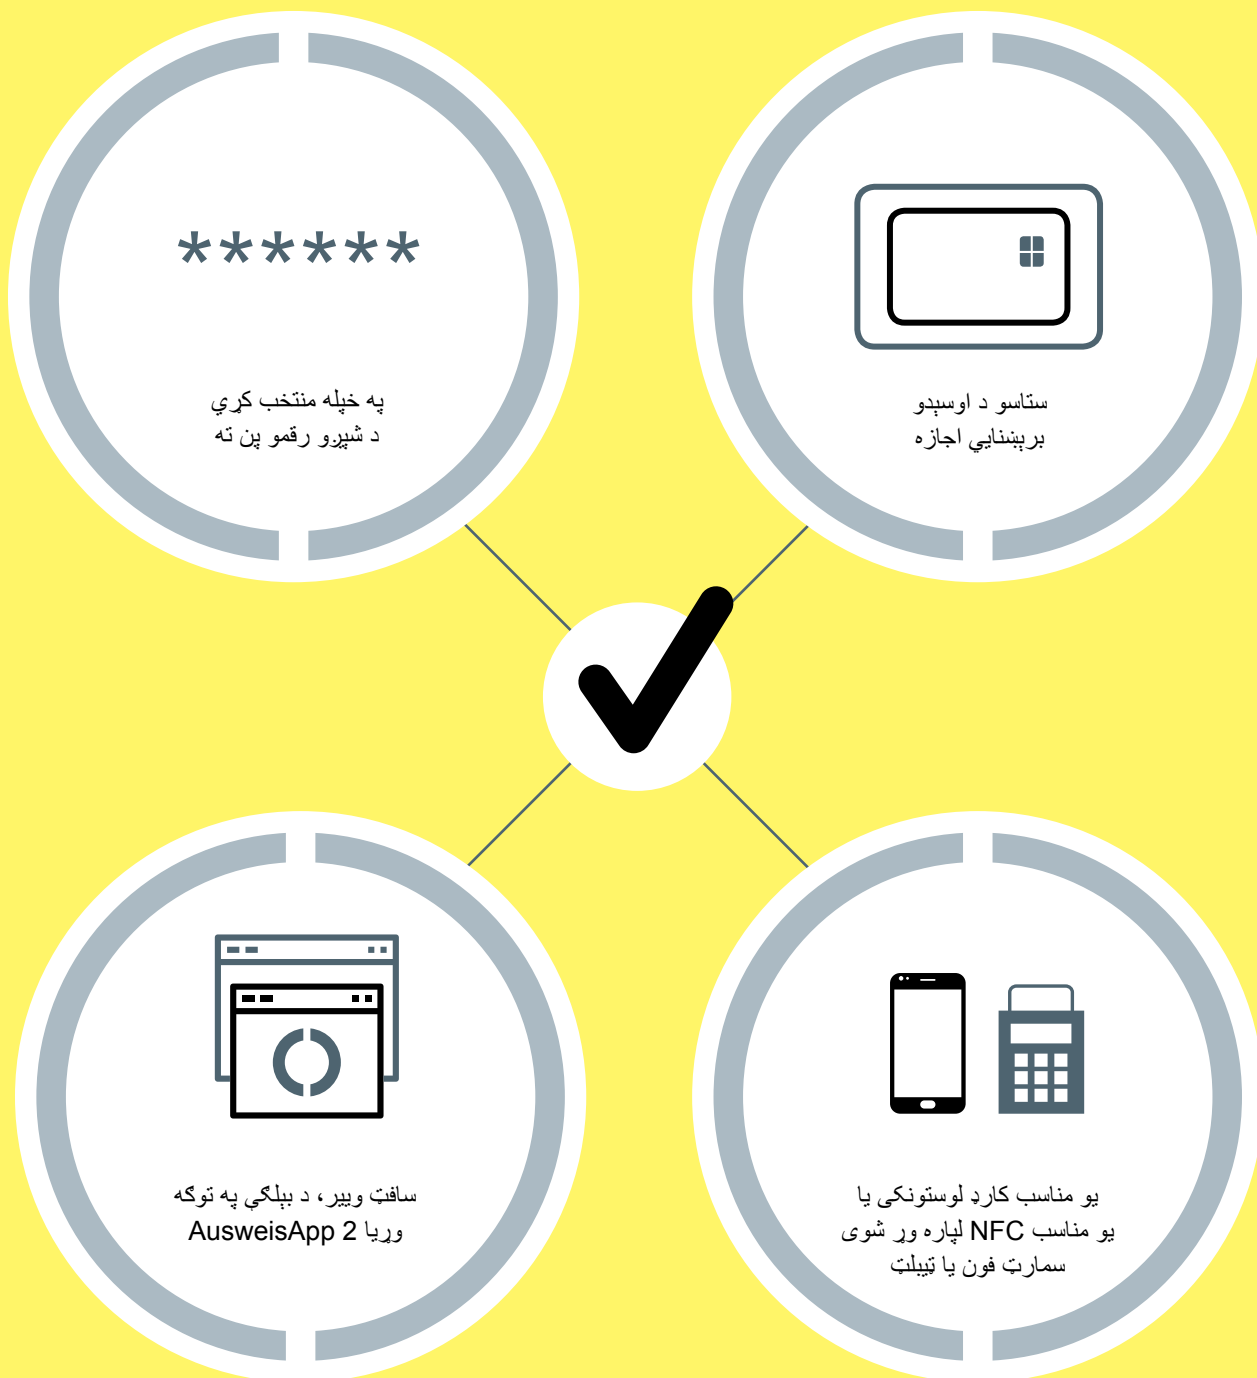 ******
په خپله منتخب کړي
د شپږو رقمو پن ته
ستاسو د اوسېدو
برېښنايي اجازه
سافټ ويير، د بېلګې په توګه
وړيا AusweisApp 2
يو مناسب کارډ لوستونکی يا
يو مناسب NFC لپاره وړ شوی
سمارټ فون يا ټيبلټ